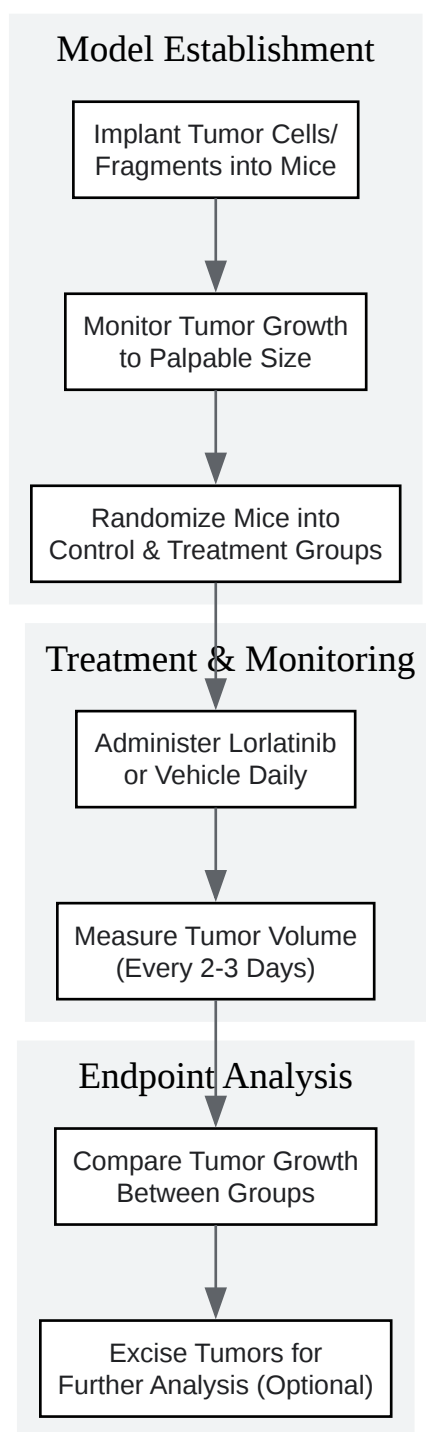 Model Establishment
Implant Tumor Cells/
Fragments into Mice
Monitor Tumor Growth
to Palpable Size
Randomize Mice into
Control & Treatment Groups
Treatment & Monitoring
Administer Lorlatinib
or Vehicle Daily
Measure Tumor Volume
(Every 2-3 Days)
Endpoint Analysis
Compare Tumor Growth
Between Groups
Excise Tumors for
Further Analysis (Optional)